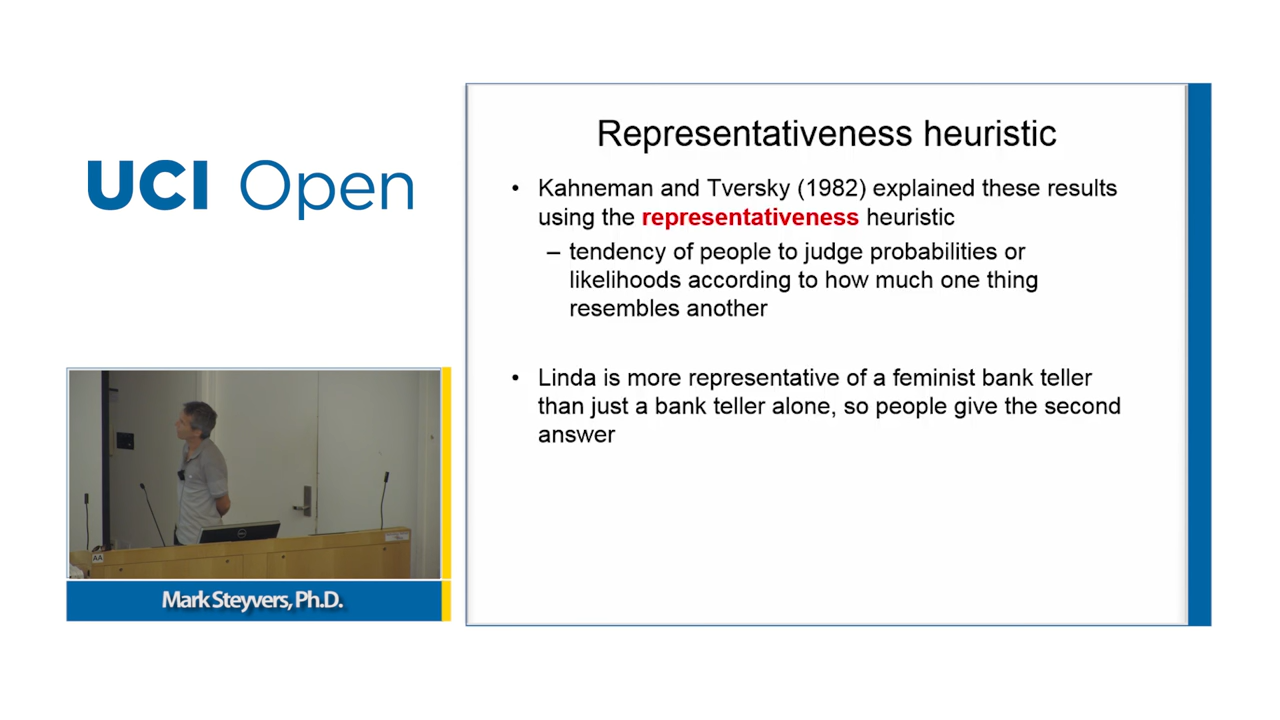 UCI Open
Representativeness heuristic
• Kahneman and Tversky (1982) explained these results
using the representativeness heuristic
– tendency of people to judge probabilities or
likelihoods according to how much one thing
resembles another
• Linda is more representative of a feminist bank teller
than just a bank teller alone, so people give the second
answer
AA
Mark Steyvers, Ph.D.